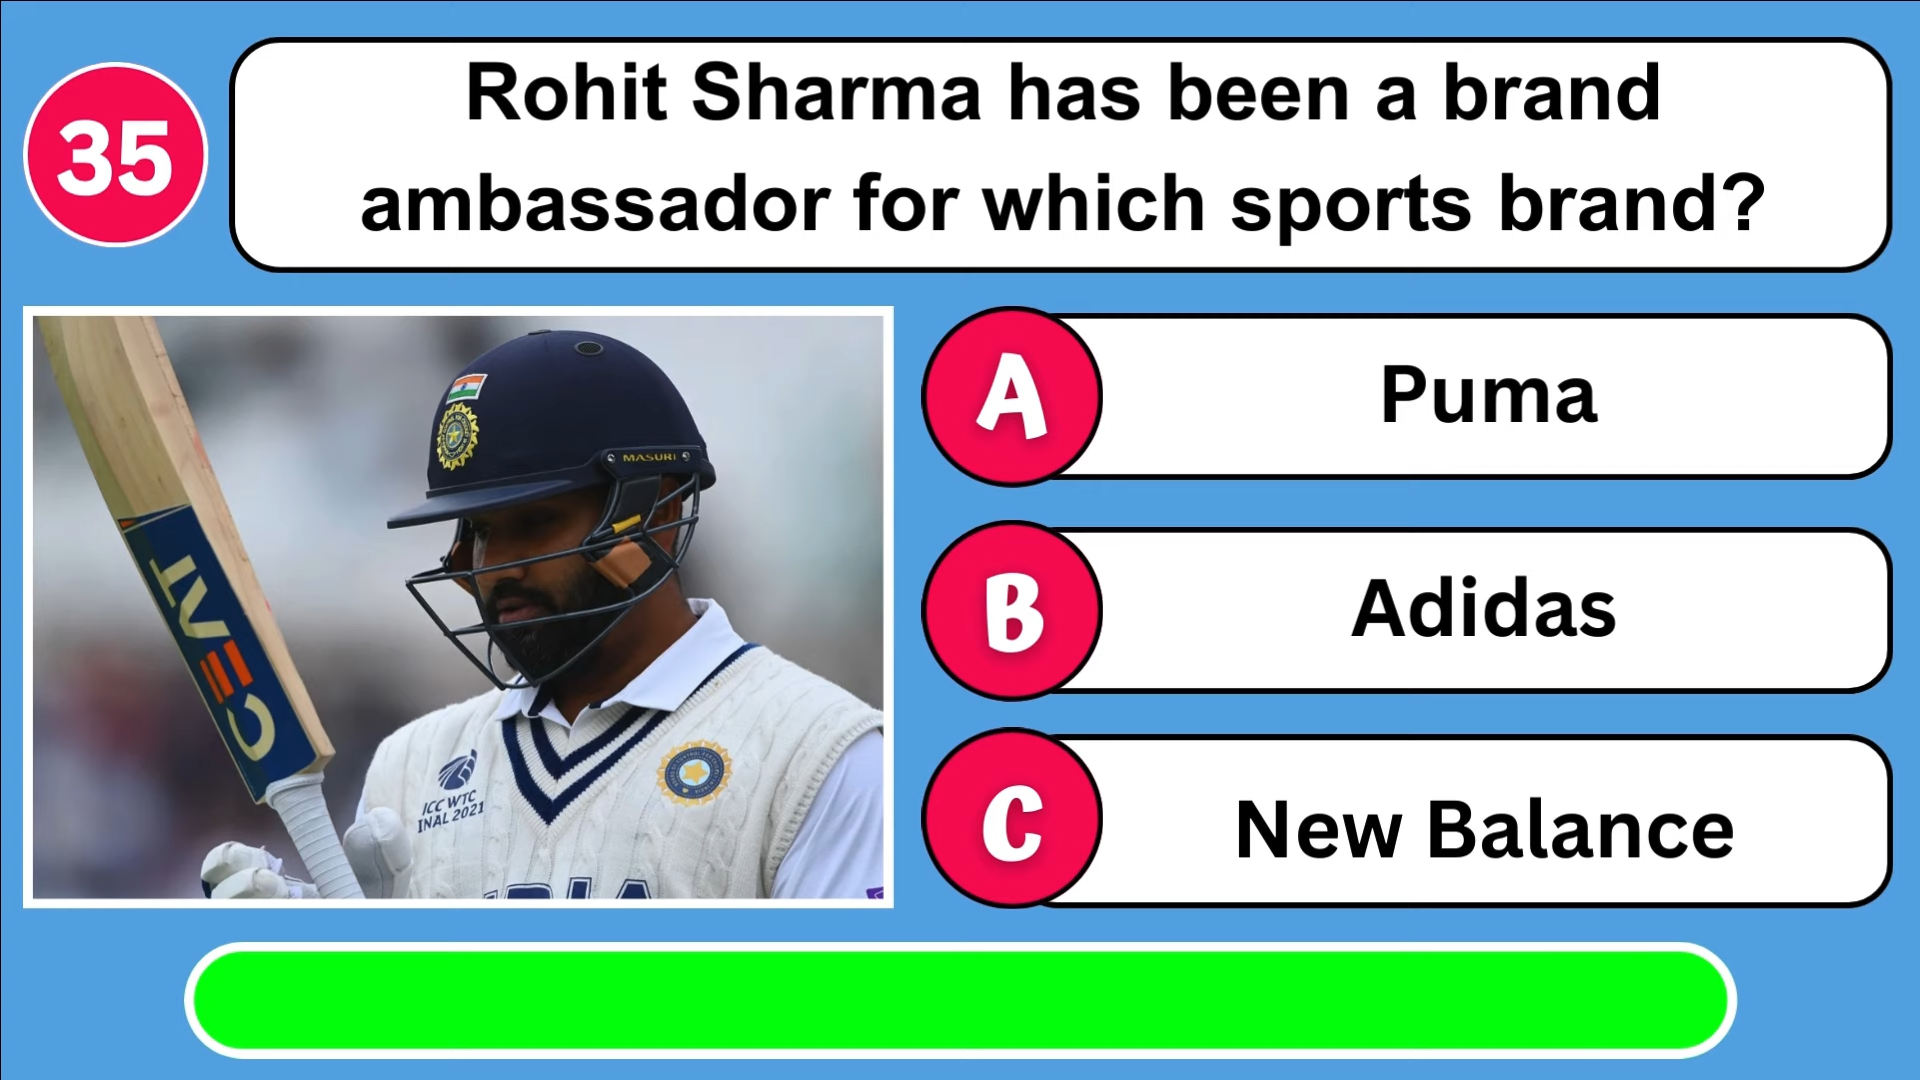 35
Rohit Sharma has been a brand
ambassador for which sports brand?
MASURI
CEAT
ICC WTC
INAL 2021
A
Puma
B
Adidas
C
New Balance